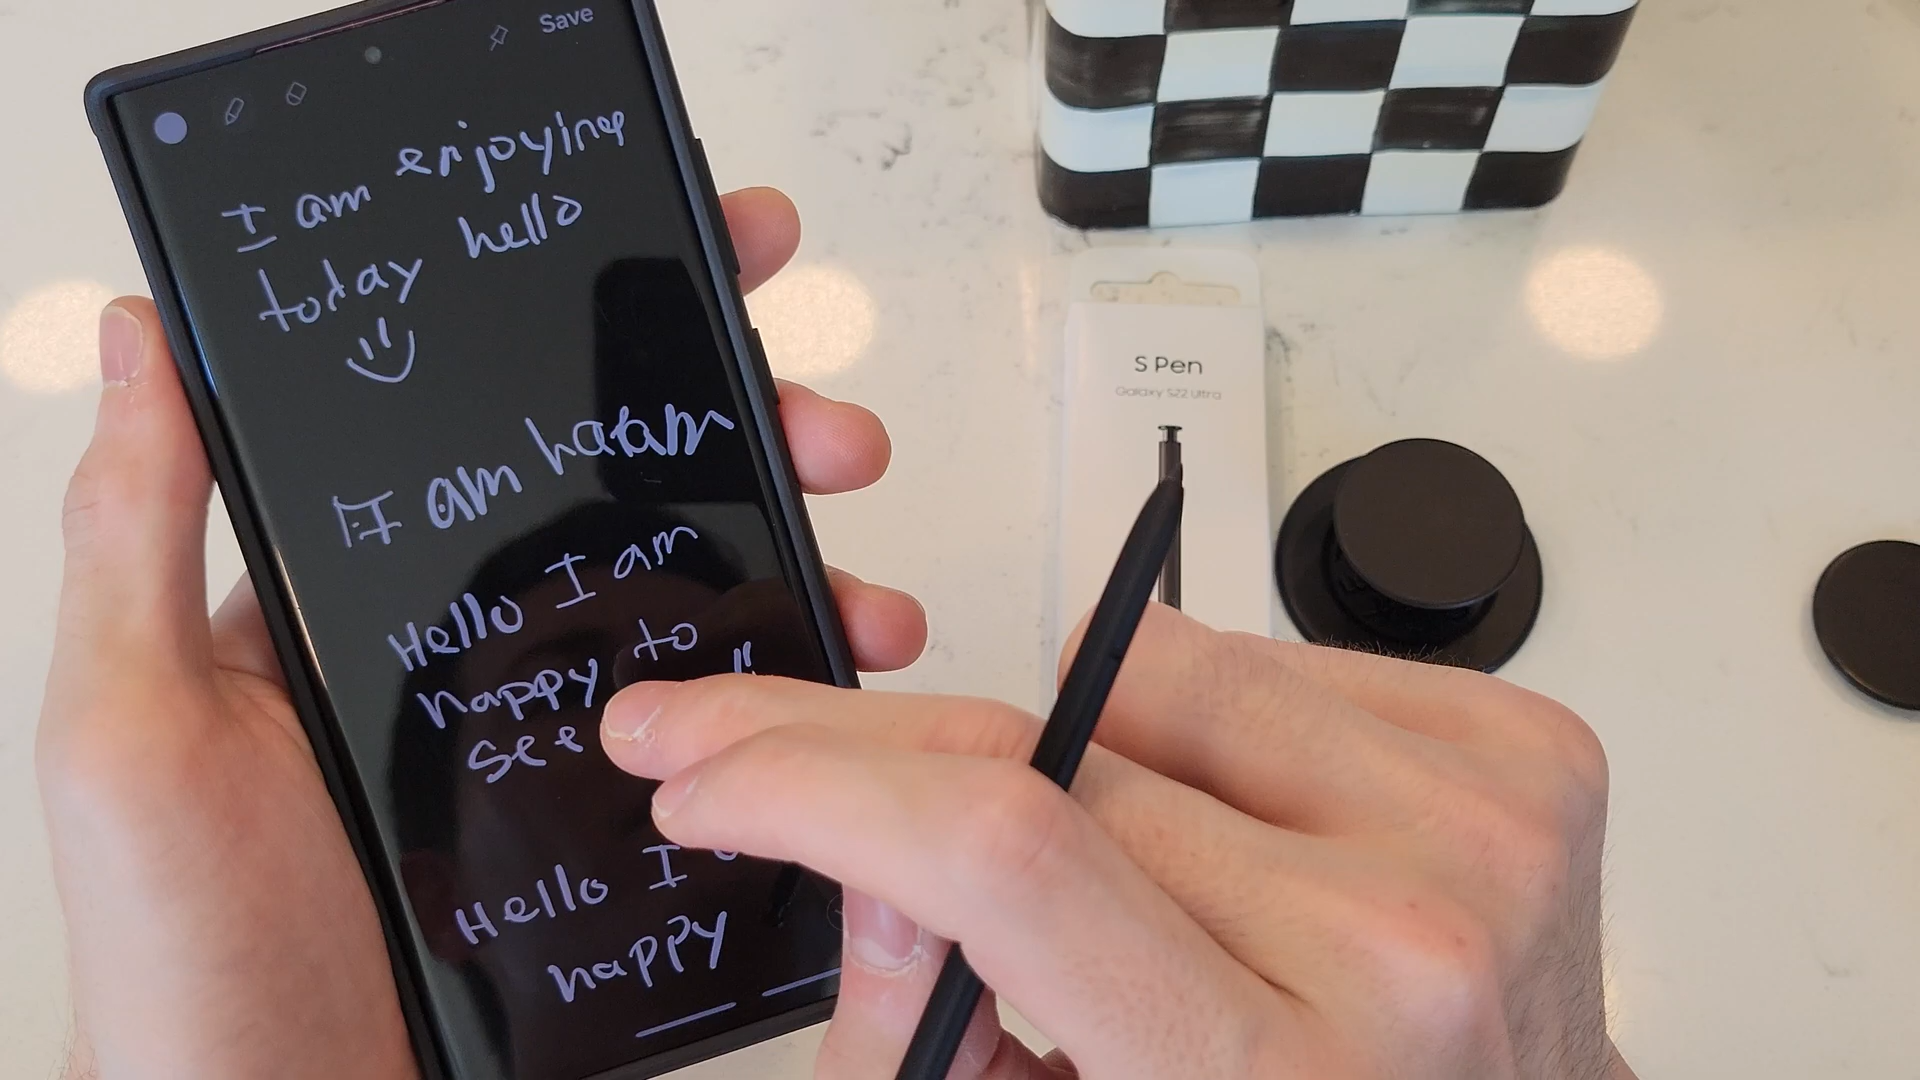 Save
I am enjoying
today hello
I am
Hello I am
happy to
see
Hello I
happy
S Pen
Galaxy S22 Ultra